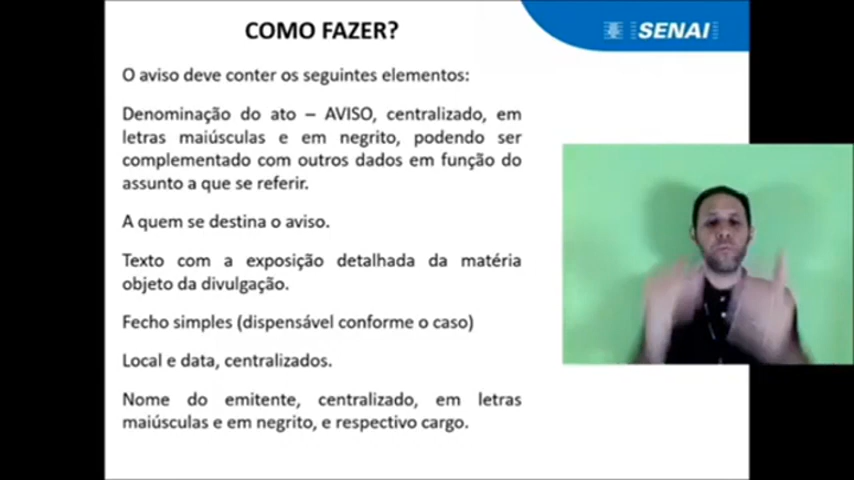 COMO FAZER?
SENAI
O aviso deve conter os seguintes elementos:
Denominação do ato – AVISO, centralizado, em
letras maiúsculas e em negrito, podendo ser
complementado com outros dados em função do
assunto a que se referir.
A quem se destina o aviso.
Texto com a exposição detalhada da matéria
objeto da divulgação.
Fecho simples (dispensável conforme o caso)
Local e data, centralizados.
Nome do emitente, centralizado, em letras
maiúsculas e em negrito, e respectivo cargo.